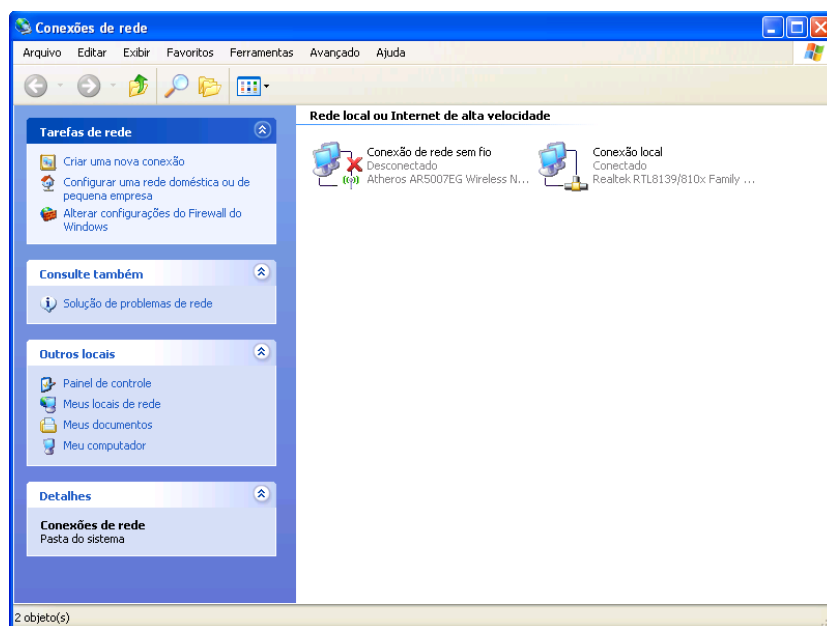 Conexões de rede
Arquivo Editar Exibir Favoritos Ferramentas Avançado Ajuda
Tarefas de rede
Criar uma nova conexão
Configurar uma rede doméstica ou de
pequena empresa
Alterar configurações do Firewall do
Windows
Consulte também
Solução de problemas de rede
Outros locais
Painel de controle
Meus locais de rede
Meus documentos
Meu computador
Detalhes
Conexões de rede
Pasta do sistema
Rede local ou Internet de alta velocidade
Conexão de rede sem fio
Desconectado
Atheros AR5007EG Wireless N...
Conexão local
Conectado
Realtek RTL8139/810x Family ...
2 objeto(s)